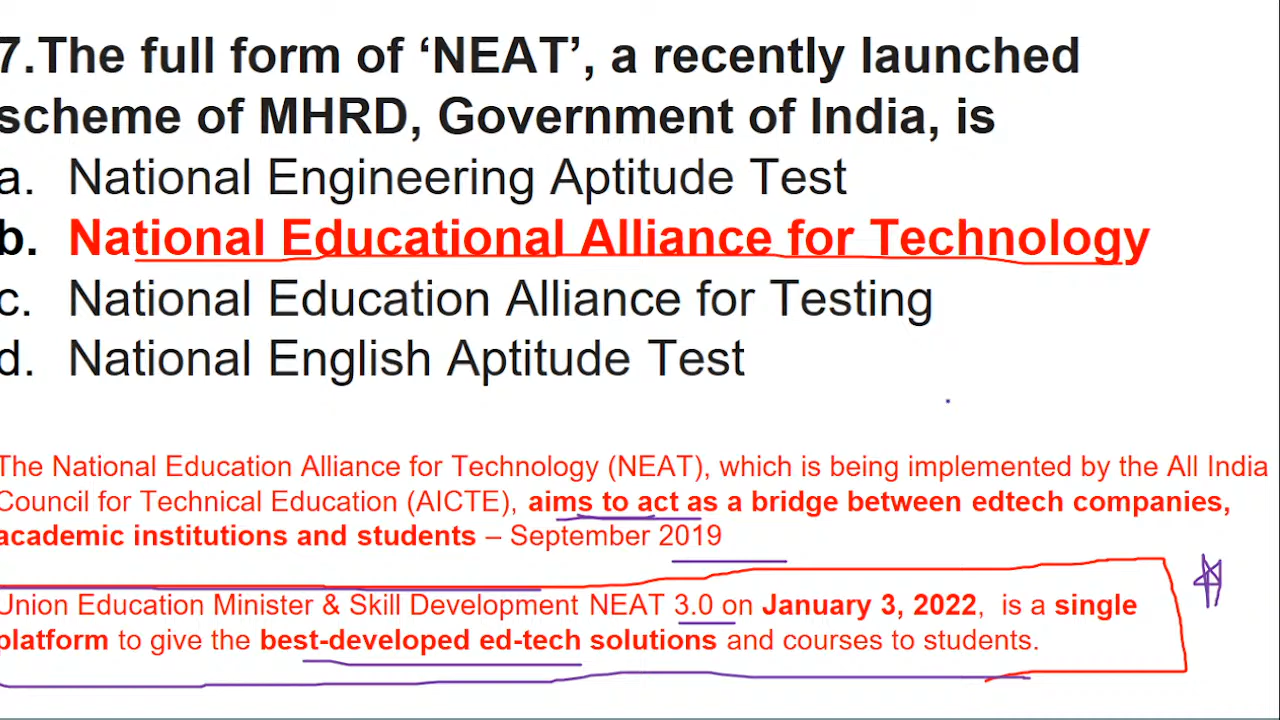 7.The full form of ‘NEAT’, a recently launched
scheme of MHRD, Government of India, is
a. National Engineering Aptitude Test
b. National Educational Alliance for Technology
c. National Education Alliance for Testing
d. National English Aptitude Test
The National Education Alliance for Technology (NEAT), which is being implemented by the All India
Council for Technical Education (AICTE), aims to act as a bridge between edtech companies,
academic institutions and students – September 2019
Union Education Minister & Skill Development NEAT 3.0 on January 3, 2022, is a single
platform to give the best-developed ed-tech solutions and courses to students.